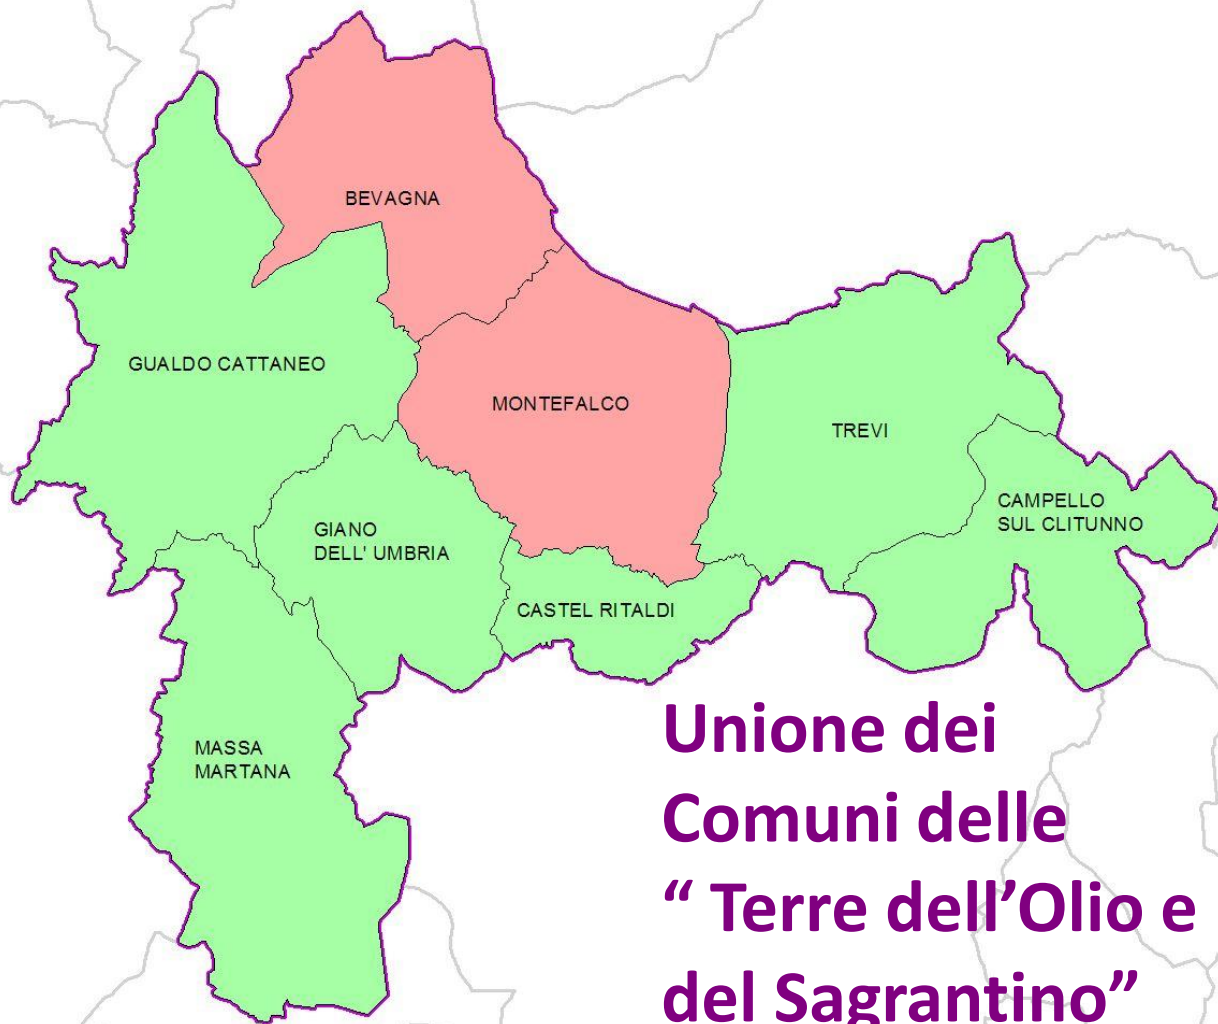 BEVAGNA
GUALDO CATTANEO
MONTEFALCO
TREVI
CAMPELLO
SUL CLITUNNO
GIANO
DELL' UMBRIA
CASTEL RITALDI
MASSA
MARTANA
Unione dei
Comuni delle
“ Terre dell’Olio e
del Sagrantino”